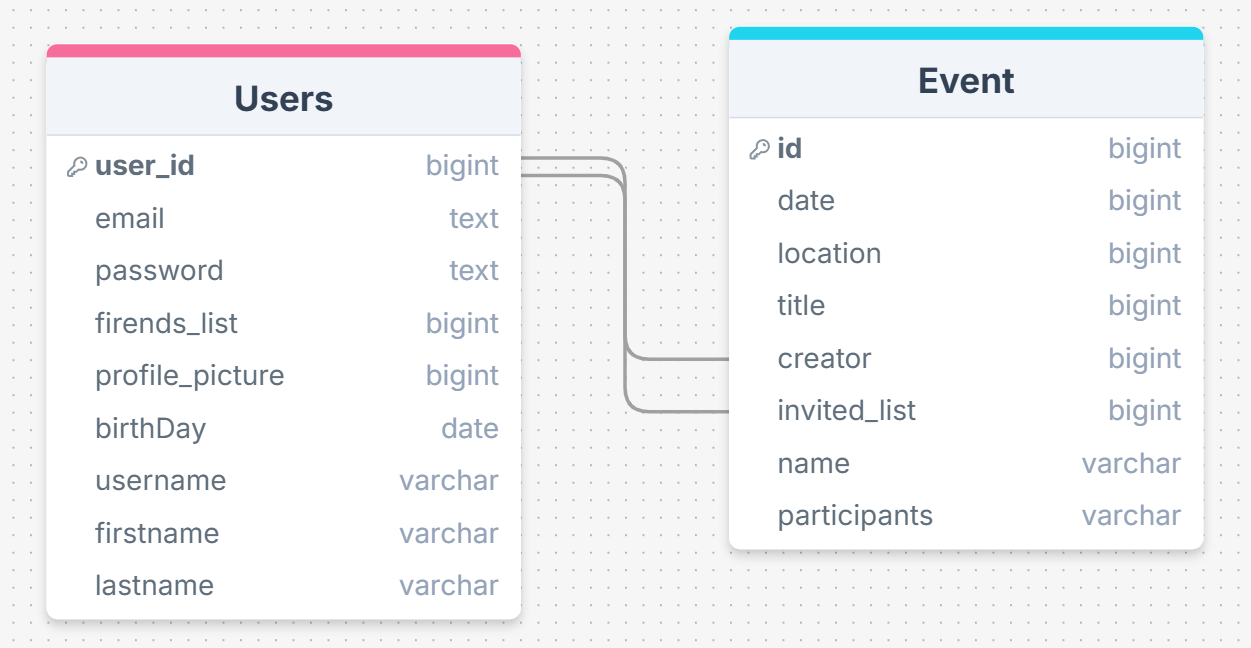 Users
user_id bigint
email text
password text
firends_list bigint
profile_picture bigint
birthDay date
username varchar
firstname varchar
lastname varchar
Event
id bigint
date bigint
location bigint
title bigint
creator bigint
invited_list bigint
name varchar
participants varchar